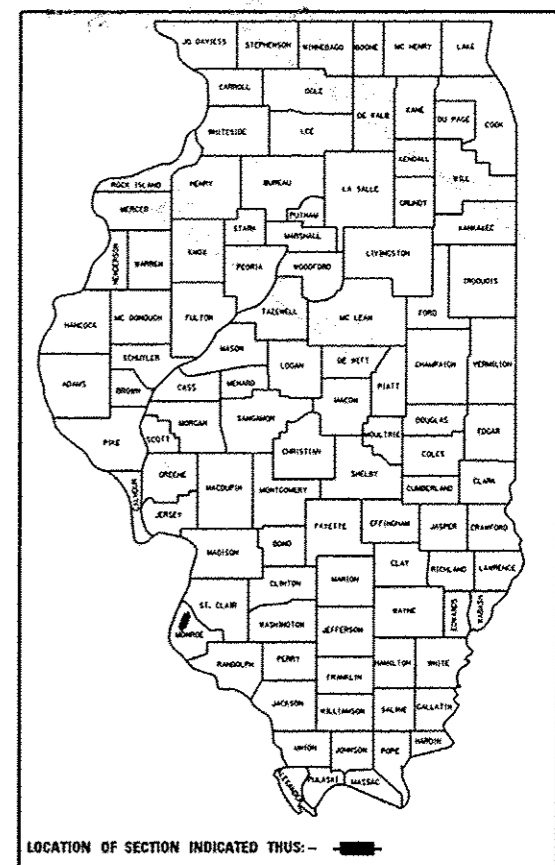 JO DAVIESS STEPHENSON WINNEBAGO BOONE MC HENRY LAKE
CARROLL OGLE DE KALB KANE DU PAGE COOK
WHITESIDE LEE KENDALL WILL
ROCK ISLAND HENRY BUREAU LA SALLE GRUNDY
MERCER PUTNAM KANKAKEE
HENDERSON WARREN KNOX STARK MARSHALL LIVINGSTON
PEORIA WOODFORD IROQUOIS
HANCOCK MC DONOUGH FULTON TAZEWELL MC LEAN FORD
MASON
SCHUYLER LOGAN DE WITT CHAMPAIGN VERMILION
ADAMS BROWN CASS MENARD PIATT
MACON
PIKE SCOTT MORGAN SANGAMON MOULTRIE DOUGLAS EDGAR
CHRISTIAN COLES
CALHOUN GREENE MACOUPIN MONTGOMERY SHELBY CUMBERLAND CLARK
JERSEY FAYETTE EFFINGHAM JASPER CRAWFORD
MADISON BOND
CLAY RICHLAND LAWRENCE
ST. CLAIR CLINTON MARION
WAYNE EDWARDS WABASH
MONROE WASHINGTON JEFFERSON
RANDOLPH PERRY HAMILTON WHITE
FRANKLIN
JACKSON WILLIAMSON SALINE GALLATIN
UNION JOHNSON POPE HARDIN
ALEXANDER PULASKI MASSAC
LOCATION OF SECTION INDICATED THUS:-